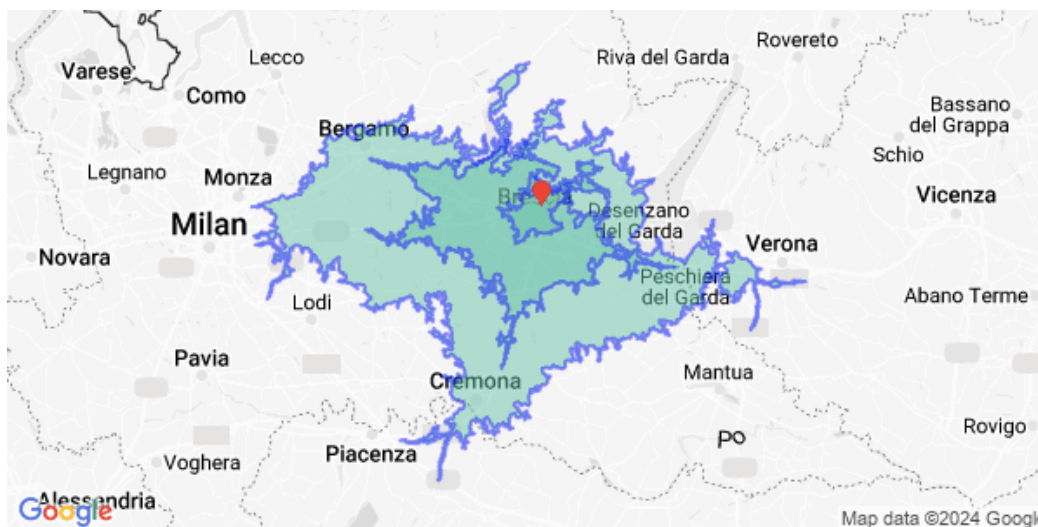 Rovereto
Riva del Garda
Lecco
Varese
Como
Bassano
del Grappa
Bergamo
Schio
Legnano
Monza
Brescia
Vicenza
Milan
Desenzano
del Garda
Verona
Novara
Peschiera
del Garda
Abano Terme
Lodi
Pavia
Cremona
Mantua
Rovigo
PO
Piacenza
Voghera
Alessandria
Google
Map data ©2024 Google